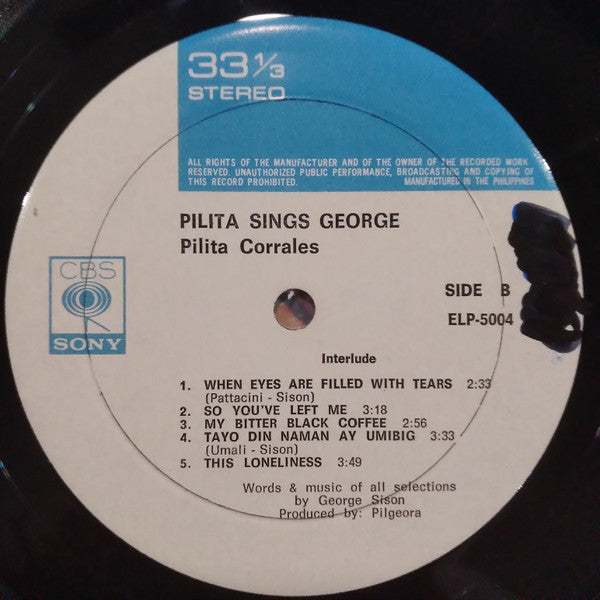 33⅓
STEREO
ALL RIGHTS OF THE MANUFACTURER AND OF THE OWNER OF THE RECORDED WORK
RESERVED. UNAUTHORIZED PUBLIC PERFORMANCE, BROADCASTING AND COPYING OF
THIS RECORD PROHIBITED. MANUFACTURED IN THE PHILIPPINES
PILITA SINGS GEORGE
Pilita Corrales
CBS
SONY
SIDE B
ELP-5004
Interlude
1. WHEN EYES ARE FILLED WITH TEARS 2:33
(Pattacini - Sison)
2. SO YOU'VE LEFT ME 3:18
3. MY BITTER BLACK COFFEE 2:56
4. TAYO DIN NAMAN AY UMIBIG 3:33
(Umali - Sison)
5. THIS LONELINESS 3:49
Words & music of all selections
by George Sison
Produced by: Pilgeora